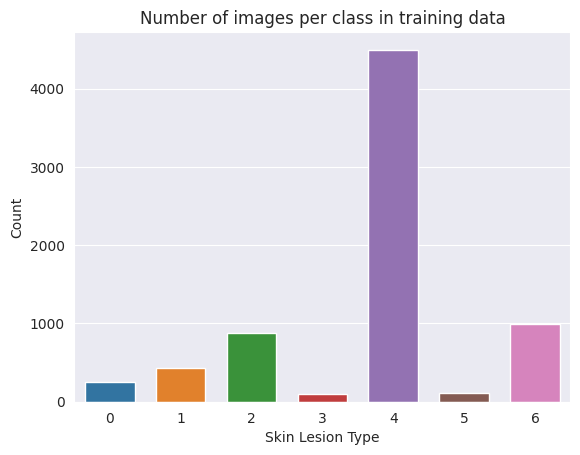 Number of images per class in training data
Count
4000
3000
2000
1000
0
0 1 2 3 4 5 6
Skin Lesion Type